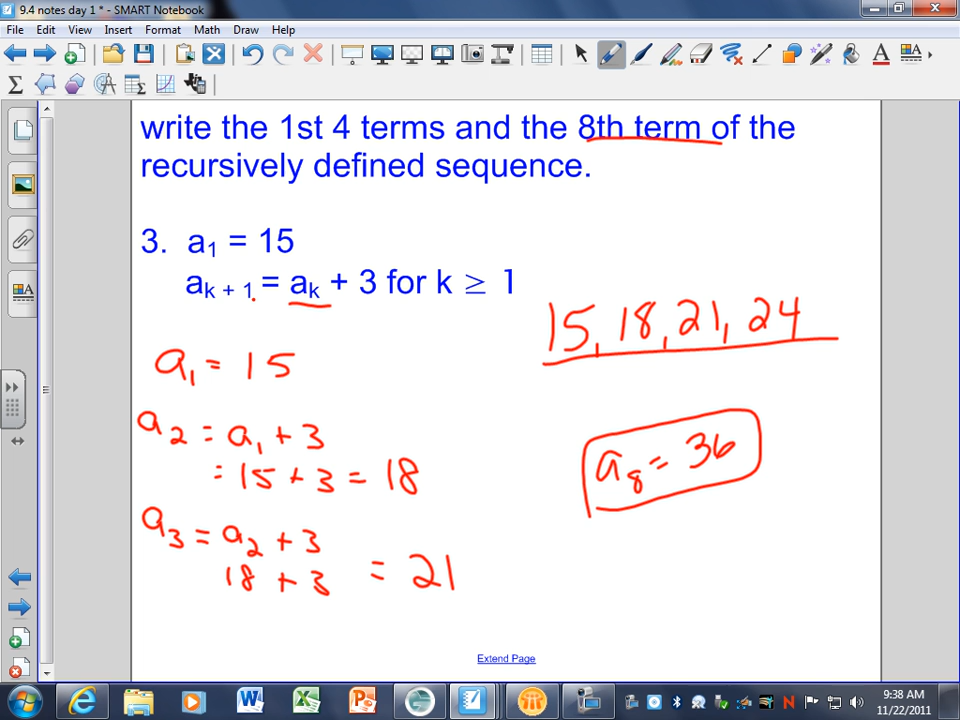 9.4 notes day 1 * - SMART Notebook
File Edit View Insert Format Math Draw Help
write the 1st 4 terms and the 8th term of the
recursively defined sequence.
3. a1 = 15
ak + 1 = ak + 3 for k ≥ 1
15, 18, 21, 24
a1 = 15
a2 = a1 + 3
= 15 + 3 = 18
a8 = 36
a3 = a2 + 3
18 + 3 = 21
Extend Page
9:38 AM
11/22/2011